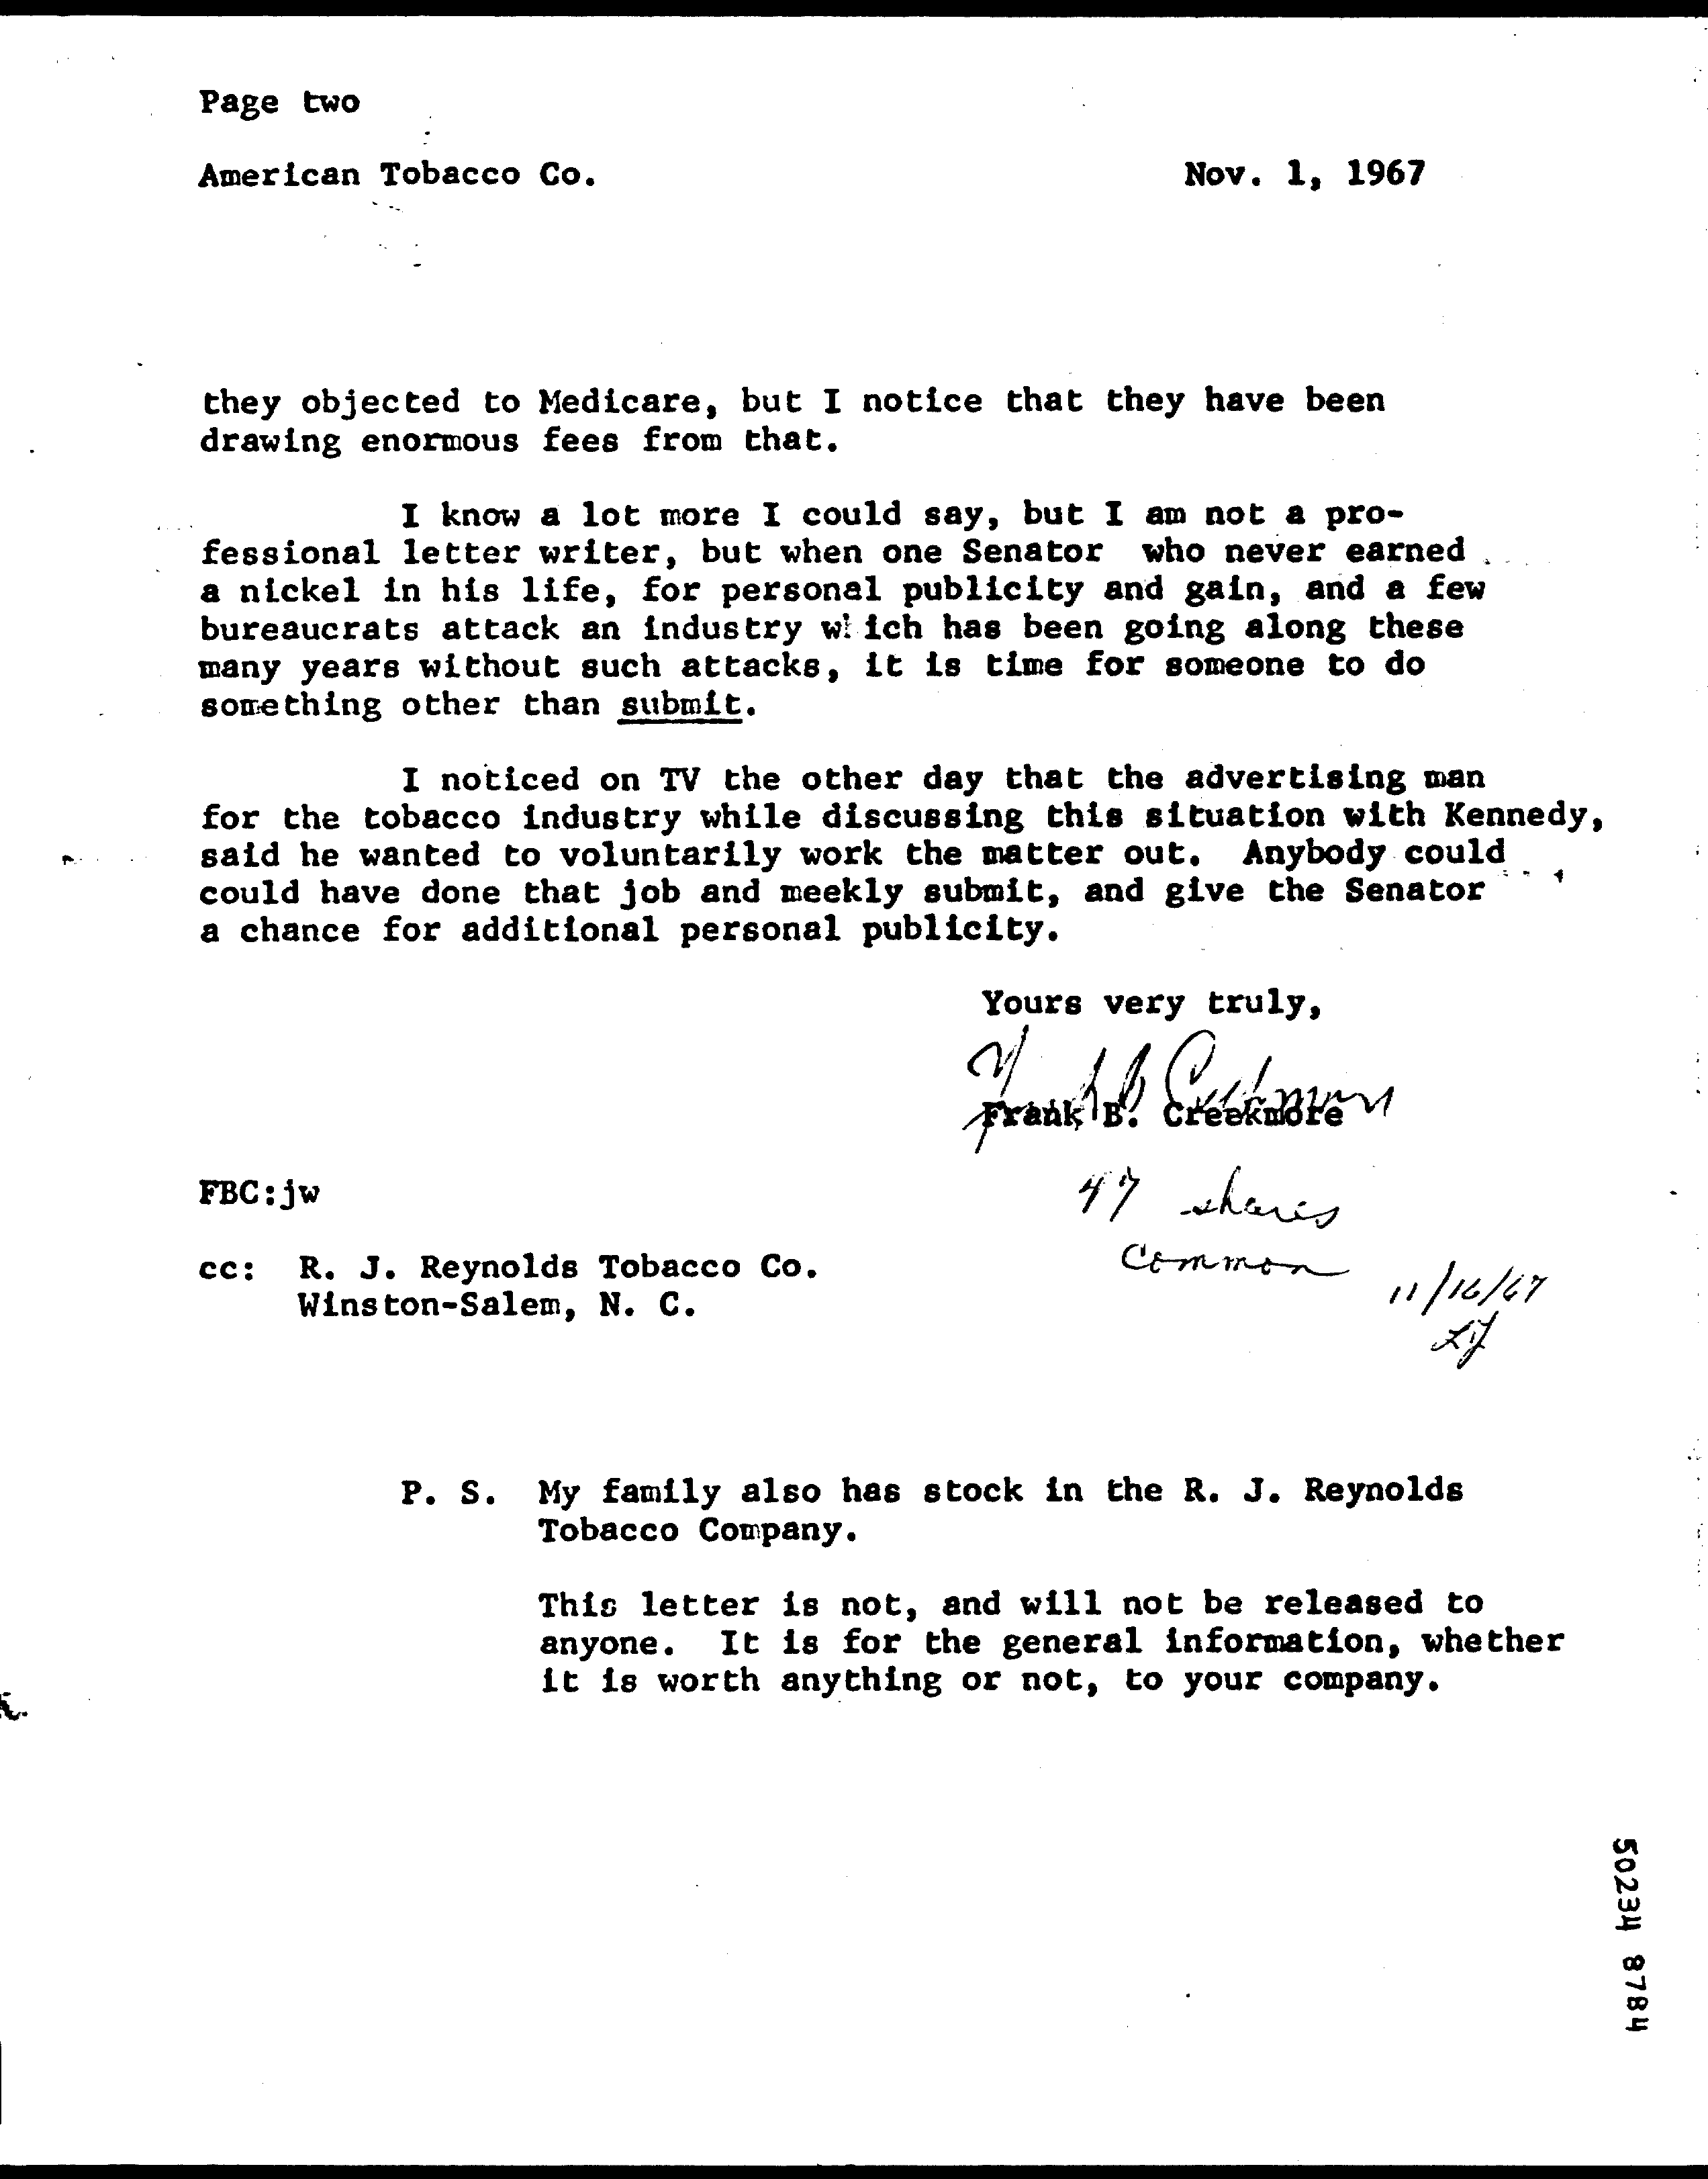 Page two
American Tobacco Co. Nov. 1, 1967
they objected to Medicare, but I notice that they have been
drawing enormous fees from that.
I know a lot more I could say, but I am not a pro-
fessional letter writer, but when one Senator who never earned
a nickel in his life, for personal publicity and gain, and a few
bureaucrats attack an industry which has been going along these
many years without such attacks, it is time for someone to do
something other than submit.
I noticed on TV the other day that the advertising man
for the tobacco industry while discussing this situation with Kennedy,
said he wanted to voluntarily work the matter out. Anybody could
could have done that job and meekly submit, and give the Senator
a chance for additional personal publicity.
Yours very truly,
Frank B. Creekmore
FBC:jw
47 shares
common
11/16/67
cc: R. J. Reynolds Tobacco Co.
Winston-Salem, N. C.
P. S. My family also has stock in the R. J. Reynolds
Tobacco Company.
This letter is not, and will not be released to
anyone. It is for the general information, whether
it is worth anything or not, to your company.
50234 8784